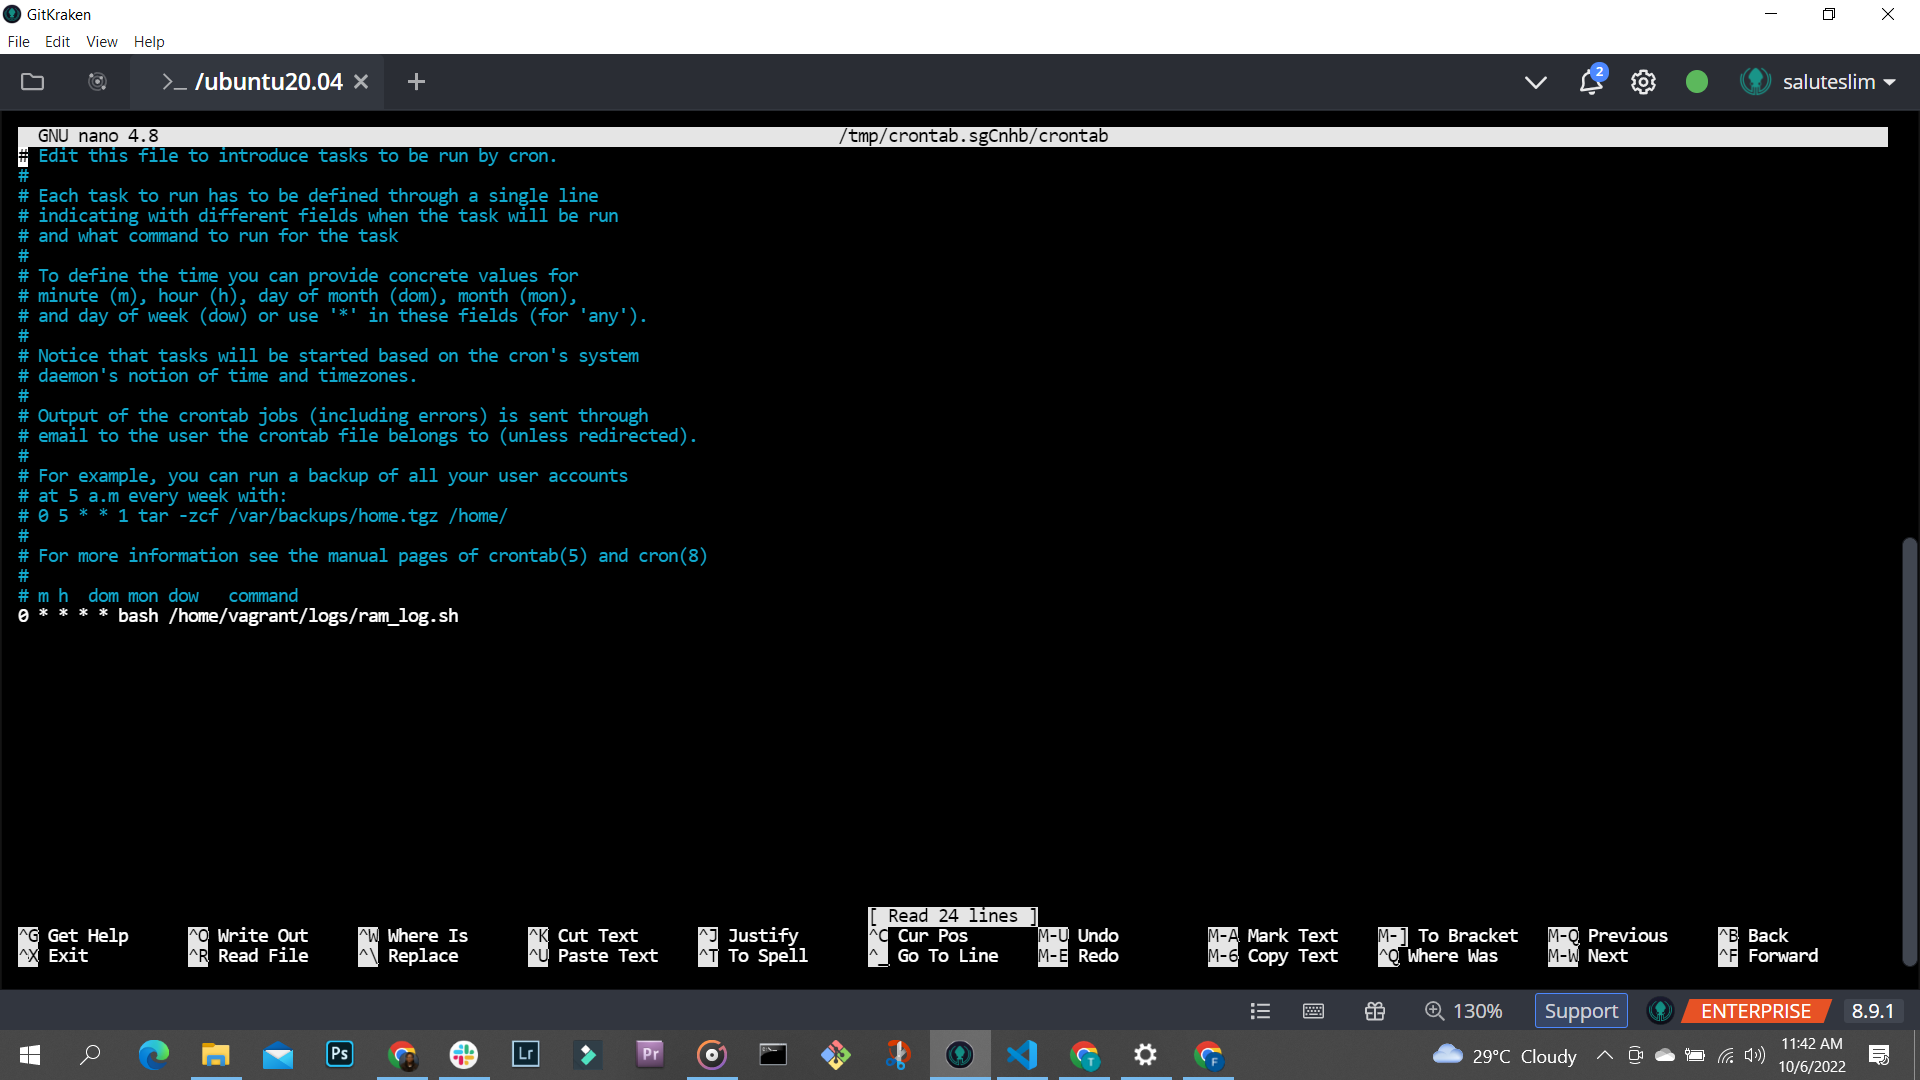 GitKraken
File Edit View Help
>_ /ubuntu20.04
2
saluteslim
GNU nano 4.8 /tmp/crontab.sgCnhb/crontab
# Edit this file to introduce tasks to be run by cron.
#
# Each task to run has to be defined through a single line
# indicating with different fields when the task will be run
# and what command to run for the task
#
# To define the time you can provide concrete values for
# minute (m), hour (h), day of month (dom), month (mon),
# and day of week (dow) or use '*' in these fields (for 'any').
#
# Notice that tasks will be started based on the cron's system
# daemon's notion of time and timezones.
#
# Output of the crontab jobs (including errors) is sent through
# email to the user the crontab file belongs to (unless redirected).
#
# For example, you can run a backup of all your user accounts
# at 5 a.m every week with:
# 0 5 * * 1 tar -zcf /var/backups/home.tgz /home/
#
# For more information see the manual pages of crontab(5) and cron(8)
#
# m h  dom mon dow   command
0 * * * * bash /home/vagrant/logs/ram_log.sh
[ Read 24 lines ]
^G Get Help ^O Write Out ^W Where Is ^K Cut Text ^J Justify ^C Cur Pos M-U Undo M-A Mark Text M-] To Bracket M-Q Previous ^B Back
^X Exit ^R Read File ^\ Replace ^U Paste Text ^T To Spell ^_ Go To Line M-E Redo M-6 Copy Text ^Q Where Was M-W Next ^F Forward
130% Support ENTERPRISE 8.9.1
Ps Lr Pr T F
29°C Cloudy
11:42 AM
10/6/2022